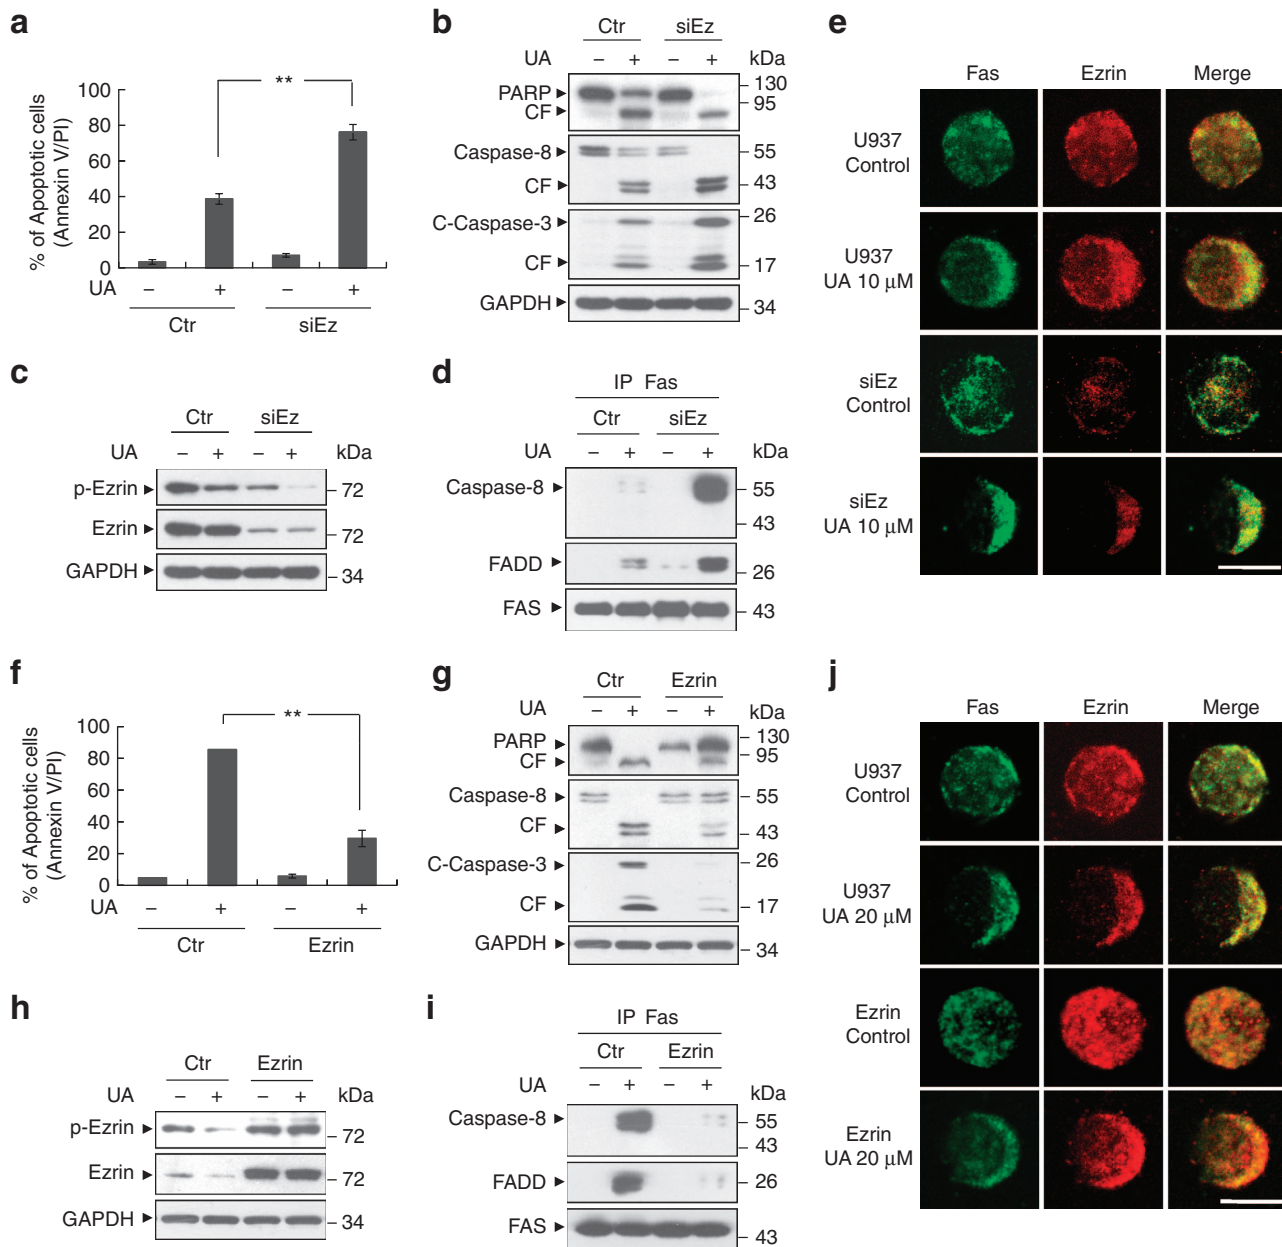 a
% of Apoptotic cells
(Annexin V/PI)
100
80
60
40
20
0
**
UA – + – +
Ctr siEz
b
Ctr siEz
UA – + – + kDa
PARP 130
CF 95
Caspase-8 55
CF 43
C-Caspase-3 26
CF 17
GAPDH 34
c
Ctr siEz
UA – + – + kDa
p-Ezrin 72
Ezrin 72
GAPDH 34
d
IP Fas
Ctr siEz
UA – + – + kDa
Caspase-8 55
43
FADD 26
FAS 43
e
Fas Ezrin Merge
U937
Control
U937
UA 10 μM
siEz
Control
siEz
UA 10 μM
f
% of Apoptotic cells
(Annexin V/PI)
100
80
60
40
20
0
**
UA – + – +
Ctr Ezrin
g
Ctr Ezrin
UA – + – + kDa
PARP 130
CF 95
Caspase-8 55
CF 43
C-Caspase-3 26
CF 17
GAPDH 34
h
Ctr Ezrin
UA – + – + kDa
p-Ezrin 72
Ezrin 72
GAPDH 34
i
IP Fas
Ctr Ezrin
UA – + – + kDa
Caspase-8 55
43
FADD 26
FAS 43
j
Fas Ezrin Merge
U937
Control
U937
UA 20 μM
Ezrin
Control
Ezrin
UA 20 μM